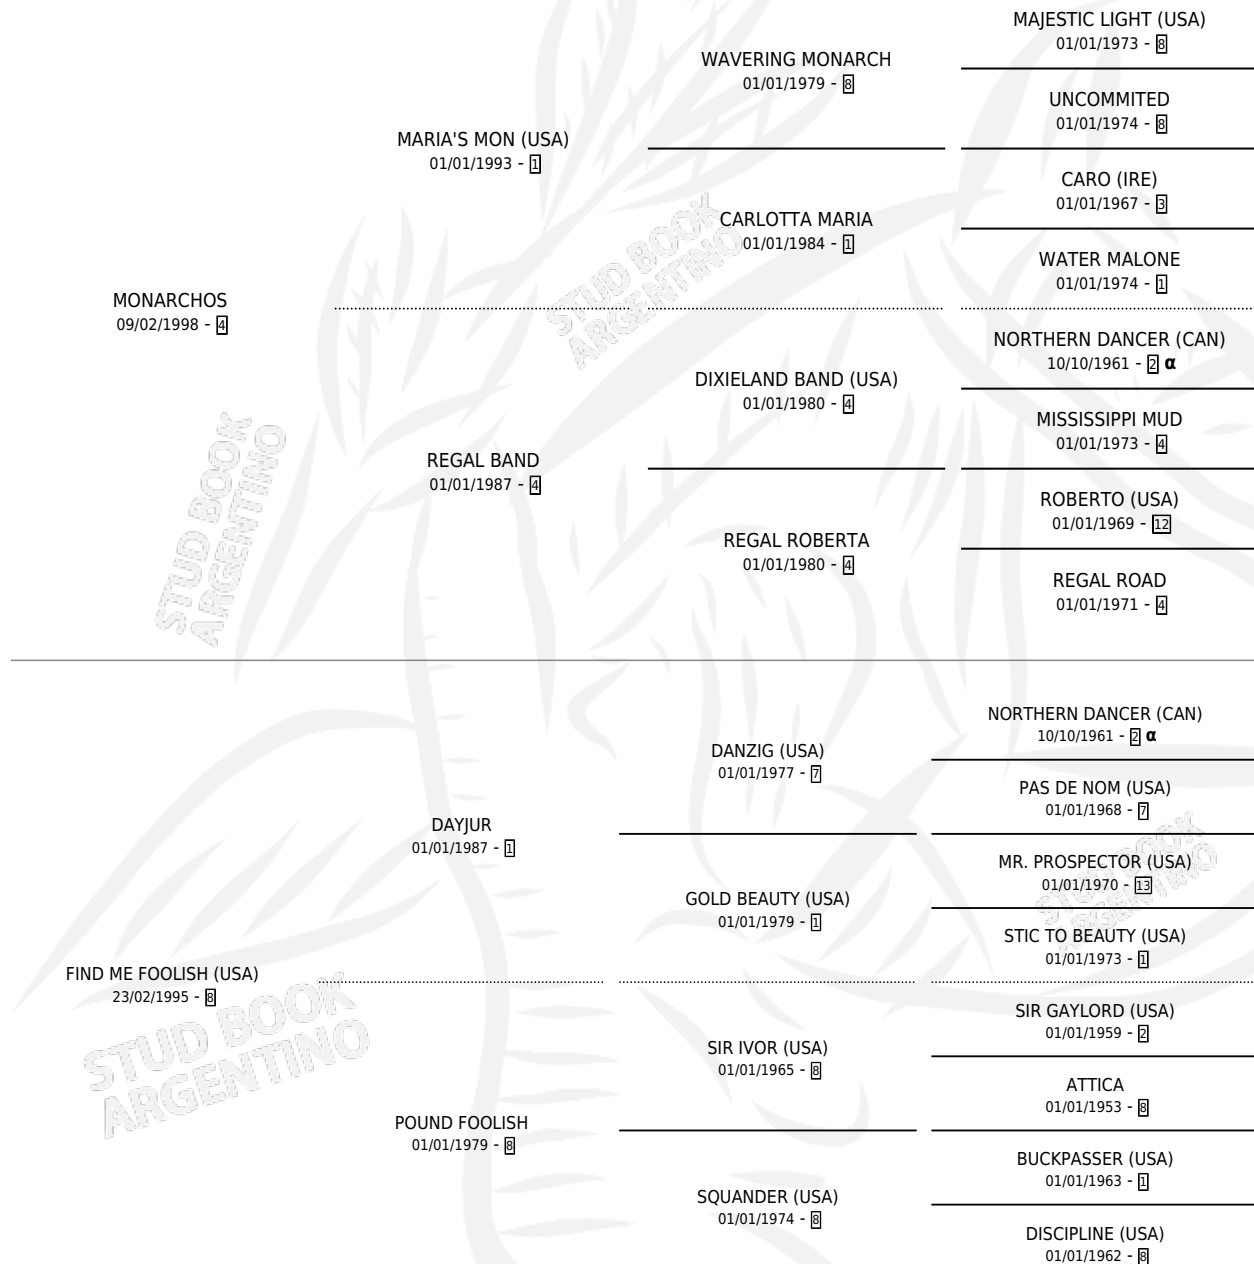 MAJESTIC LIGHT (USA)
01/01/1973 - 8
WAVERING MONARCH
01/01/1979 - 8
UNCOMMITED
01/01/1974 - 8
MARIA'S MON (USA)
01/01/1993 - 1
CARO (IRE)
01/01/1967 - 3
CARLOTTA MARIA
01/01/1984 - 1
WATER MALONE
01/01/1974 - 1
MONARCHOS
09/02/1998 - 4
NORTHERN DANCER (CAN)
10/10/1961 - 2 α
DIXIELAND BAND (USA)
01/01/1980 - 4
MISSISSIPPI MUD
01/01/1973 - 4
REGAL BAND
01/01/1987 - 4
ROBERTO (USA)
01/01/1969 - 12
REGAL ROBERTA
01/01/1980 - 4
REGAL ROAD
01/01/1971 - 4
NORTHERN DANCER (CAN)
10/10/1961 - 2 α
DANZIG (USA)
01/01/1977 - 7
PAS DE NOM (USA)
01/01/1968 - 7
DAYJUR
01/01/1987 - 1
MR. PROSPECTOR (USA)
01/01/1970 - 13
GOLD BEAUTY (USA)
01/01/1979 - 1
STIC TO BEAUTY (USA)
01/01/1973 - 1
FIND ME FOOLISH (USA)
23/02/1995 - 8
SIR GAYLORD (USA)
01/01/1959 - 2
SIR IVOR (USA)
01/01/1965 - 8
ATTICA
01/01/1953 - 8
POUND FOOLISH
01/01/1979 - 8
BUCKPASSER (USA)
01/01/1963 - 1
SQUANDER (USA)
01/01/1974 - 8
DISCIPLINE (USA)
01/01/1962 - 8
STUD BOOK
ARGENTINO
STUD BOOK
ARGENTINO
STUD BOOK
ARGENTINO
STUD BOOK
ARGENTINO